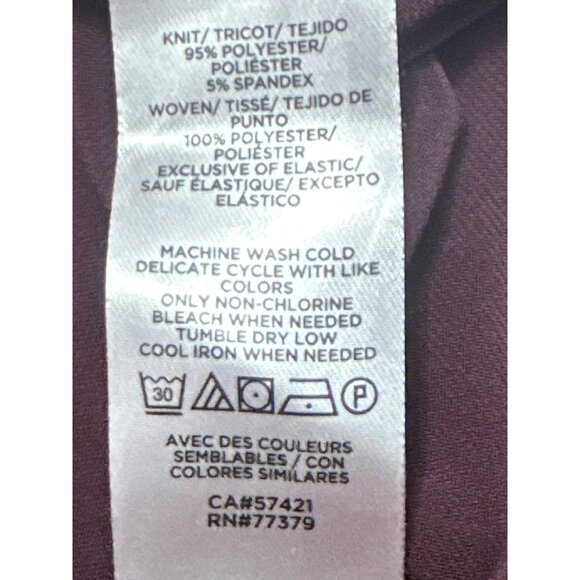 KNIT/ TRICOT/ TEJIDO
95% POLYESTER/
POLIÉSTER
5% SPANDEX
WOVEN/ TISSÉ/ TEJIDO DE
PUNTO
100% POLYESTER/
POLIÉSTER
EXCLUSIVE OF ELASTIC/
SAUF ÉLASTIQUE/ EXCEPTO
ELÁSTICO
MACHINE WASH COLD
DELICATE CYCLE WITH LIKE
COLORS
ONLY NON-CHLORINE
BLEACH WHEN NEEDED
TUMBLE DRY LOW
COOL IRON WHEN NEEDED
30 P
AVEC DES COULEURS
SEMBLABLES / CON
COLORES SIMILARES
CA#57421
RN#77379